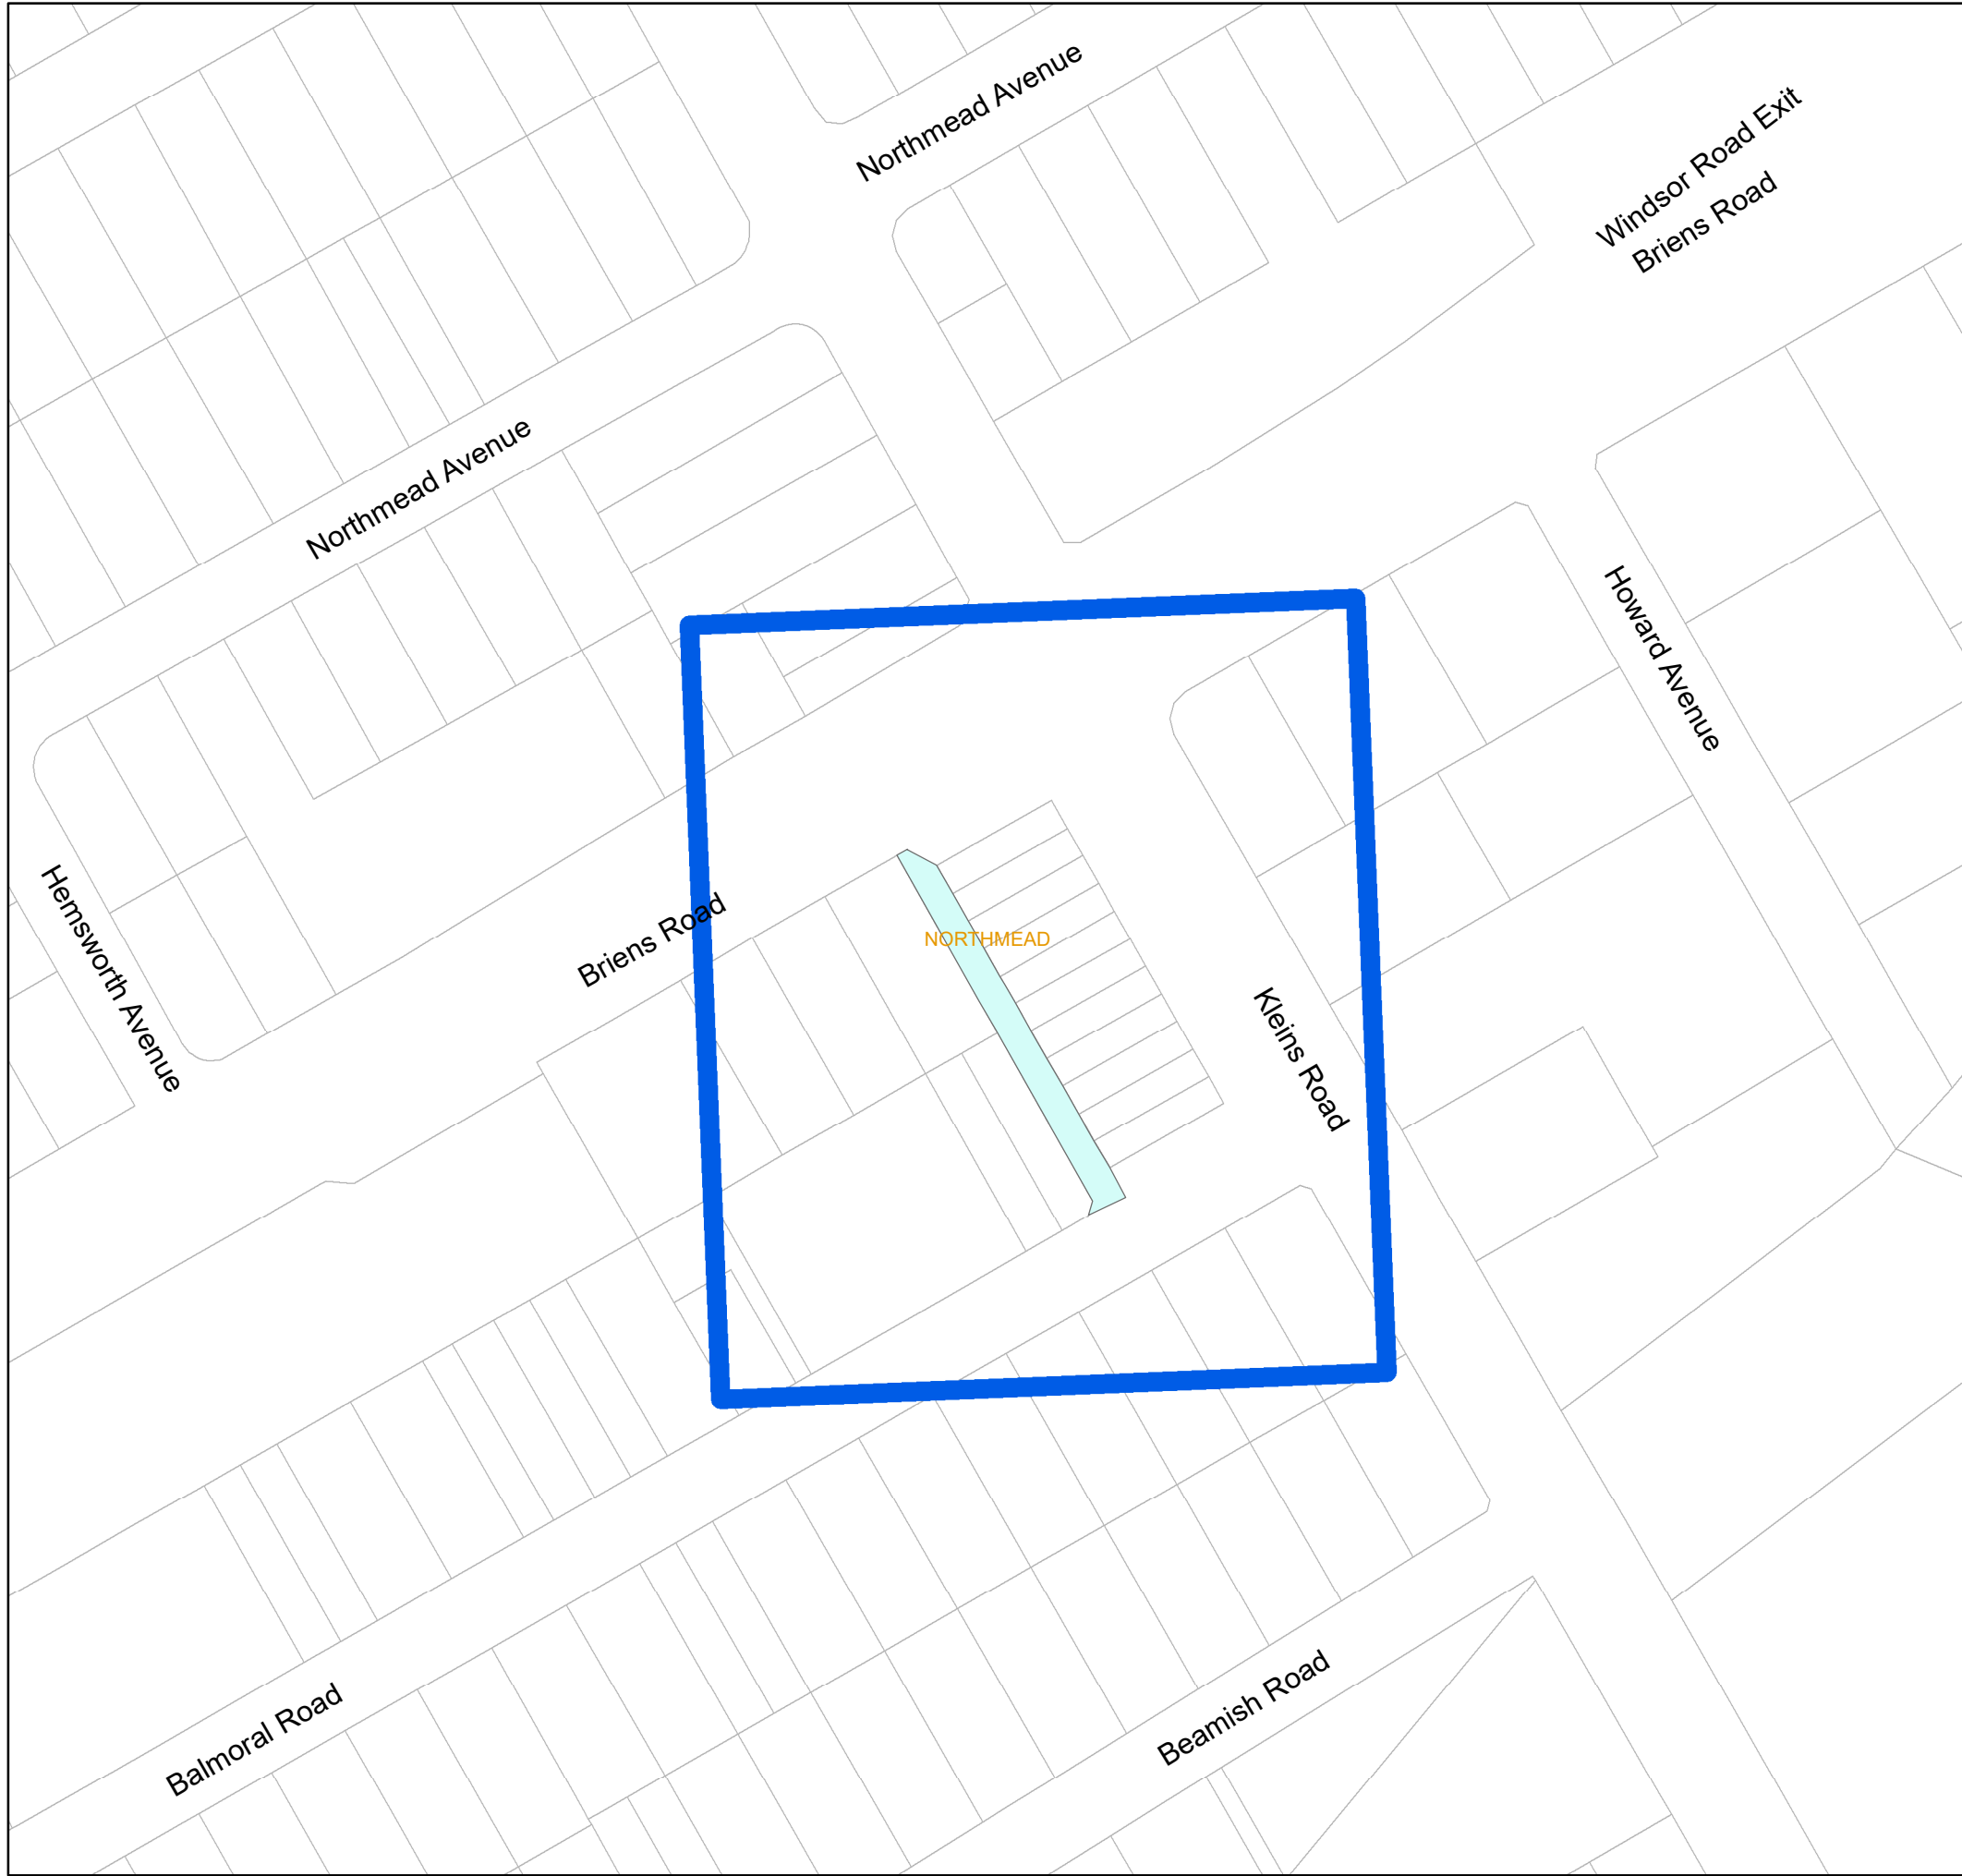 Northmead Avenue
Windsor Road Exit
Briens Road
Northmead Avenue
Howard Avenue
Hemsworth Avenue
Briens Road
NORTHMEAD
Kleins Road
Balmoral Road
Beamish Road